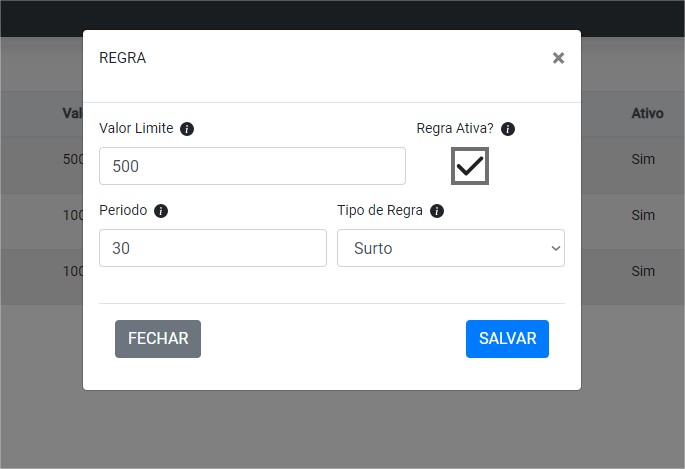 REGRA ×
Valor Limite i Regra Ativa? i
500
Periodo i Tipo de Regra i
30 Surto
FECHAR SALVAR
Ativo
500 Sim
100 Sim
100 Sim